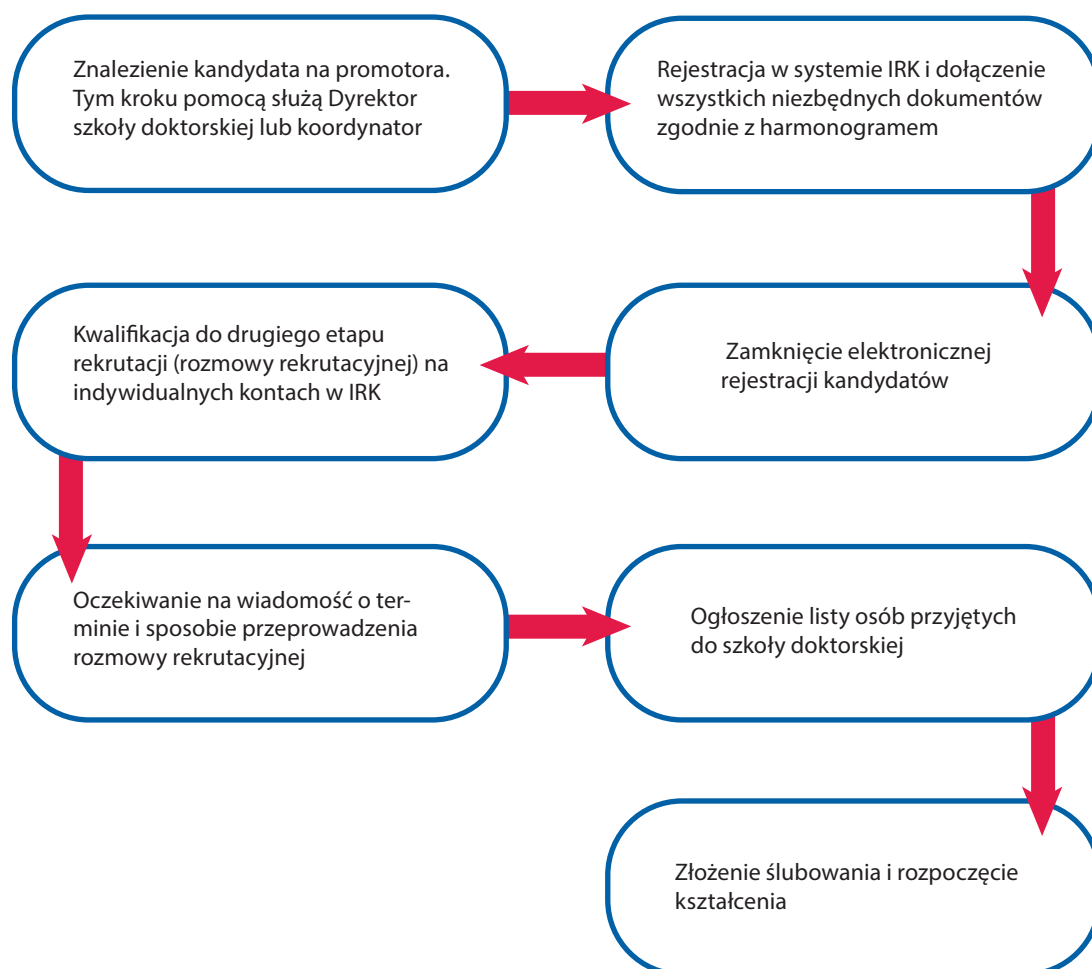 Znalezienie kandydata na promotora.
Tym kroku pomocą służą Dyrektor
szkoły doktorskiej lub koordynator
Rejestracja w systemie IRK i dołączenie
wszystkich niezbędnych dokumentów
zgodnie z harmonogramem
Zamknięcie elektronicznej
rejestracji kandydatów
Kwalifikacja do drugiego etapu
rekrutacji (rozmowy rekrutacyjnej) na
indywidualnych kontach w IRK
Oczekiwanie na wiadomość o ter-
minie i sposobie przeprowadzenia
rozmowy rekrutacyjnej
Ogłoszenie listy osób przyjętych
do szkoły doktorskiej
Złożenie ślubowania i rozpoczęcie
kształcenia